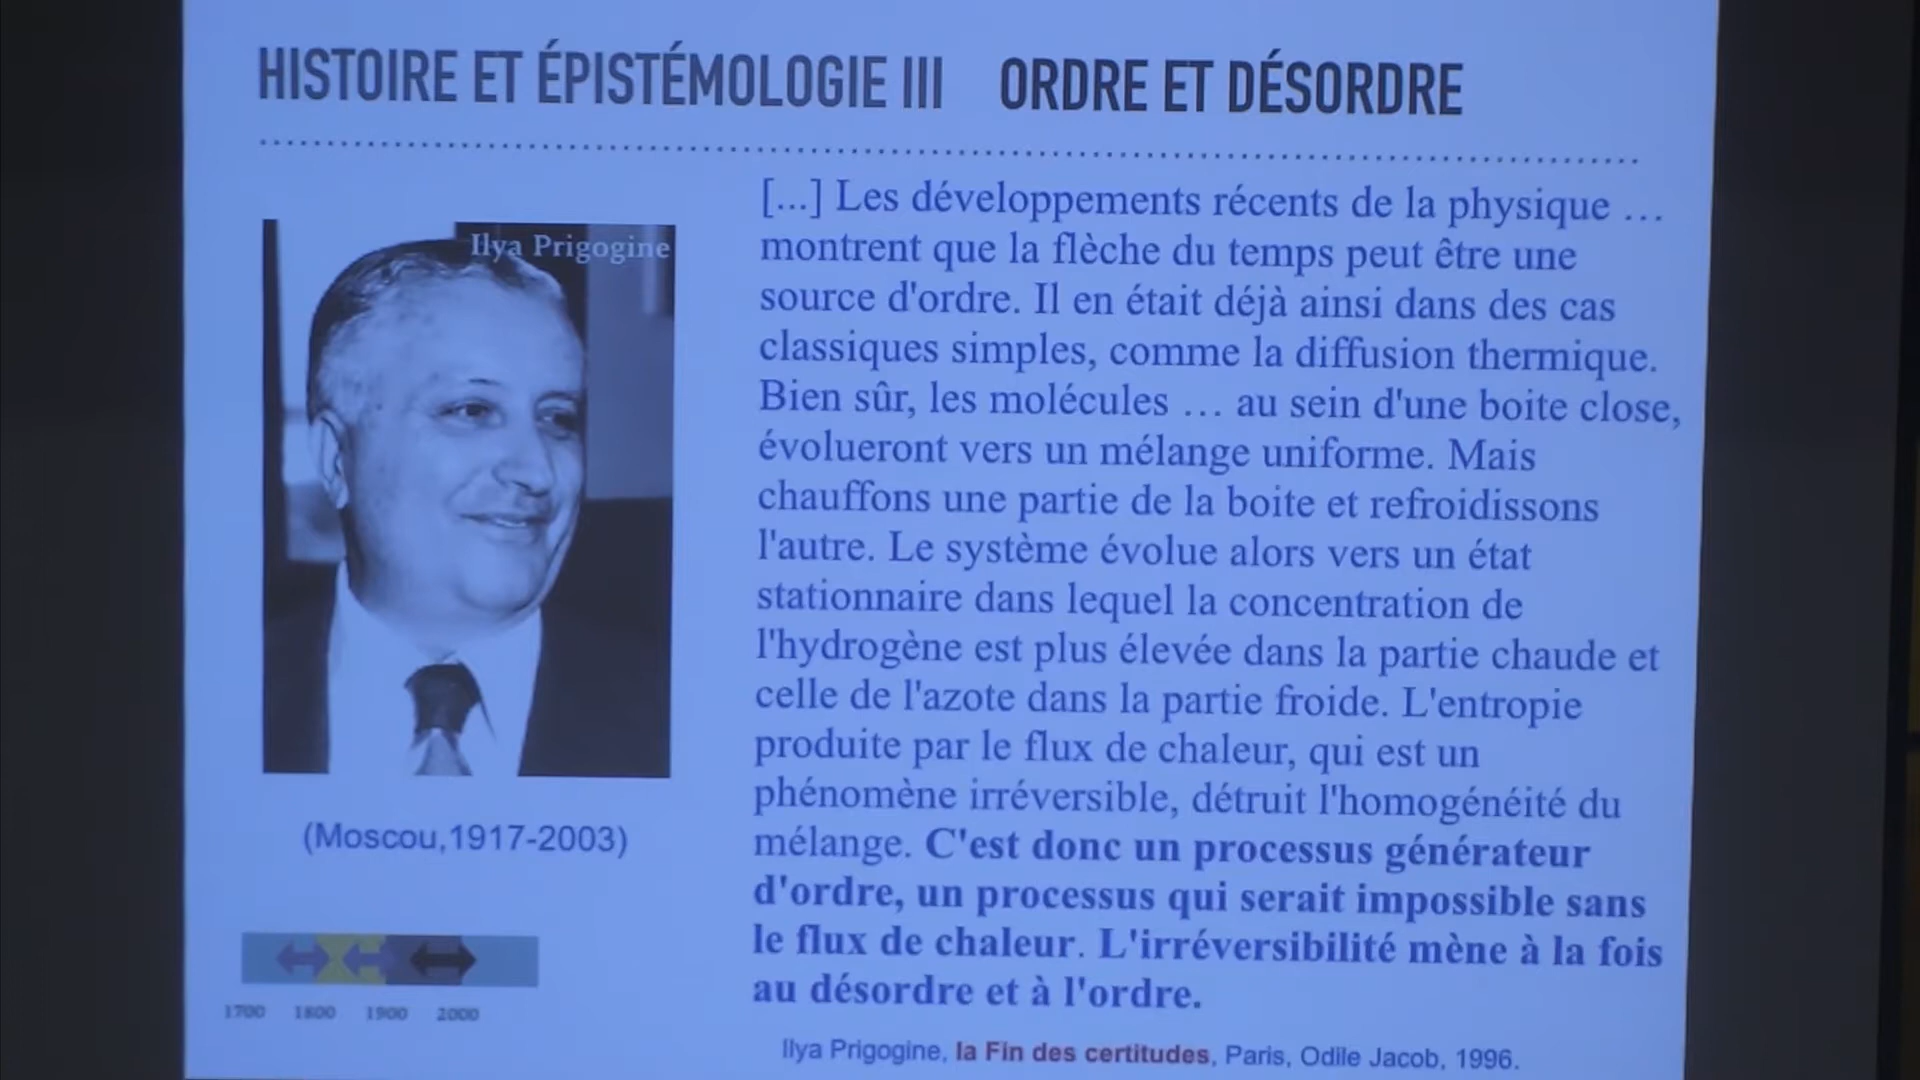 HISTOIRE ET ÉPISTÉMOLOGIE III ORDRE ET DÉSORDRE
Ilya Prigogine
(Moscou,1917-2003)
1700 1800 1900 2000
[...] Les développements récents de la physique ...
montrent que la flèche du temps peut être une
source d'ordre. Il en était déjà ainsi dans des cas
classiques simples, comme la diffusion thermique.
Bien sûr, les molécules ... au sein d'une boite close,
évolueront vers un mélange uniforme. Mais
chauffons une partie de la boite et refroidissons
l'autre. Le système évolue alors vers un état
stationnaire dans lequel la concentration de
l'hydrogène est plus élevée dans la partie chaude et
celle de l'azote dans la partie froide. L'entropie
produite par le flux de chaleur, qui est un
phénomène irréversible, détruit l'homogénéité du
mélange. C'est donc un processus générateur
d'ordre, un processus qui serait impossible sans
le flux de chaleur. L'irréversibilité mène à la fois
au désordre et à l'ordre.
Ilya Prigogine, la Fin des certitudes, Paris, Odile Jacob, 1996.